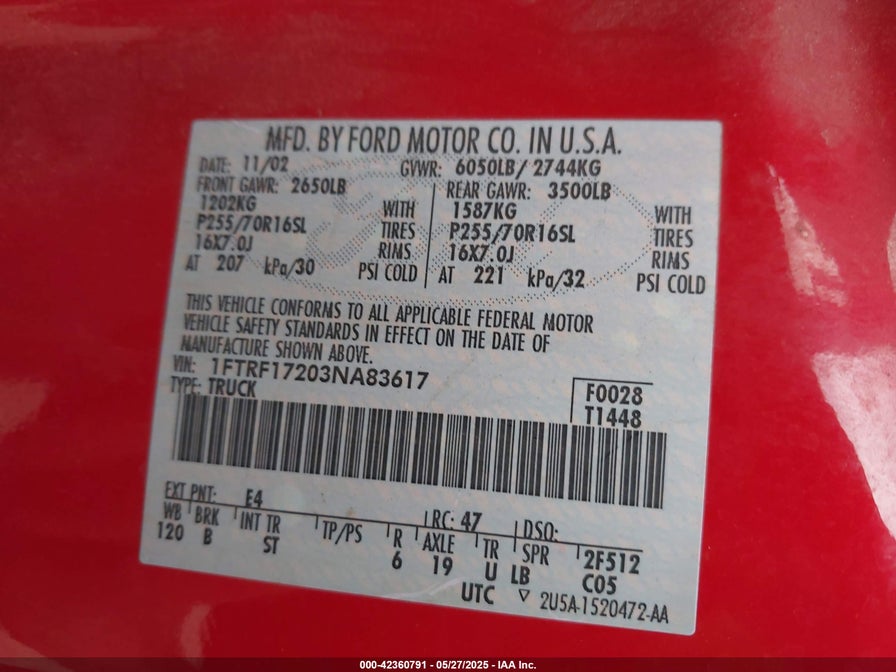 MFD. BY FORD MOTOR CO. IN U.S.A.
DATE: 11/02 GVWR: 6050LB/ 2744KG
FRONT GAWR: 2650LB REAR GAWR: 3500LB
1202KG WITH 1587KG WITH
P255/70R16SL TIRES P255/70R16SL TIRES
16X7.0J RIMS 16X7.0J RIMS
AT 207 kPa/30 PSI COLD AT 221 kPa/32 PSI COLD
THIS VEHICLE CONFORMS TO ALL APPLICABLE FEDERAL MOTOR
VEHICLE SAFETY STANDARDS IN EFFECT ON THE DATE OF
MANUFACTURE SHOWN ABOVE.
VIN: 1FTRF17203NA83617
TYPE: TRUCK F0028
T1448
EXT PNT: E4 RC: 47 DSO:
WB BRK INT TR TP/PS R AXLE TR SPR 2F512
120 B ST 6 19 U LB C05
UTC ▽ 2U5A-1520472-AA
000-42360791 - 05/27/2025 - IAA Inc.